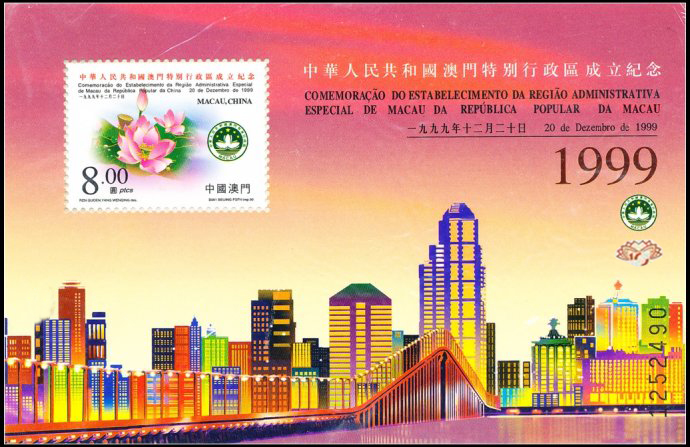 中華人民共和國澳門特別行政區成立紀念
Comemoração do Estabelecimento da Região Administrativa Especial
de Macau da República Popular da China 20 de Dezembro de 1999
一九九九年十二月二十日
MACAU, CHINA
8.00
圓 ptcs
中國澳門
中華人民共和國澳門特別行政區成立紀念
COMEMORAÇÃO DO ESTABELECIMENTO DA REGIÃO ADMINISTRATIVA
ESPECIAL DE MACAU DA REPÚBLICA POPULAR DA MACAU
一九九九年十二月二十日 20 de Dezembro de 1999
1999
MACAU
1252490